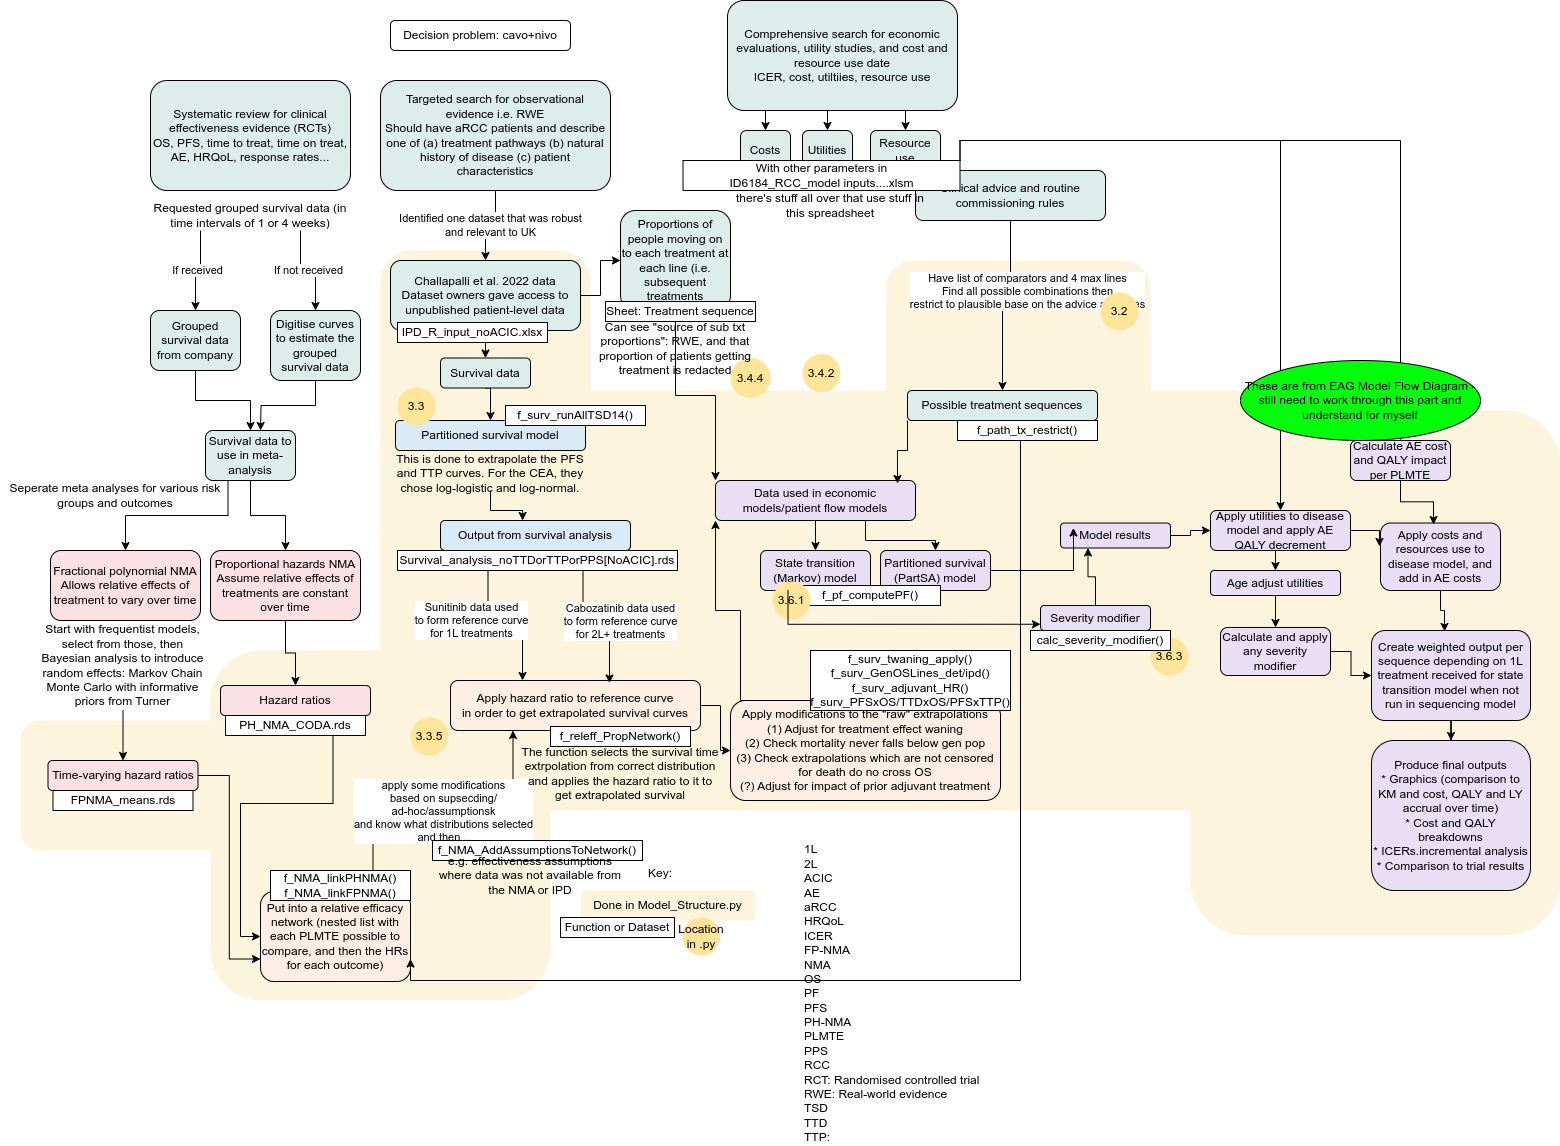 Decision problem: cavo+nivo
Comprehensive search for economic
evaluations, utility studies, and cost and
resource use date
ICER, cost, utiltiies, resource use
Systematic review for clinical
effectiveness evidence (RCTs)
OS, PFS, time to treat, time on treat,
AE, HRQoL, response rates...
Targeted search for observational
evidence i.e. RWE
Should have aRCC patients and describe
one of (a) treatment pathways (b) natural
history of disease (c) patient
characteristics
Costs
Utilities
Resource
use
With other parameters in
ID6184_RCC_model inputs....xlsm
there's stuff all over that use stuff in
this spreadsheet
Clinical advice and routine
commissioning rules
Requested grouped survival data (in
time intervals of 1 or 4 weeks)
If received
If not received
Identified one dataset that was robust
and relevant to UK
Proportions of
people moving on
to each treatment at
each line (i.e.
subsequent
treatments
Sheet: Treatment sequence
Can see "source of sub txt
proportions": RWE, and that
proportion of patients getting
treatment is redacted
Challapalli et al. 2022 data
Dataset owners gave access to
unpublished patient-level data
IPD_R_input_noACIC.xlsx
Have list of comparators and 4 max lines
Find all possible combinations then
restrict to plausible base on the advice a
es
3.2
Grouped
survival data
from company
Digitise curves
to estimate the
grouped
survival data
Survival data
3.4.4
3.4.2
3.3
f_surv_runAllTSD14()
Partitioned survival model
This is done to extrapolate the PFS
and TTP curves. For the CEA, they
chose log-logistic and log-normal.
Possible treatment sequences
f_path_tx_restrict()
These are from EAG Model Flow Diagram -
still need to work through this part and
understand for myself
Calculate AE cost
and QALY impact
per PLMTE
Survival data to
use in meta-
analysis
Seperate meta analyses for various risk
groups and outcomes
Data used in economic
models/patient flow models
Output from survival analysis
Survival_analysis_noTTDorTTPorPPS[NoACIC].rds
Model results
Apply utilities to disease
model and apply AE
QALY decrement
Apply costs and
resources use to
disease model, and
add in AE costs
Fractional polynomial NMA
Allows relative effects of
treatment to vary over time
Proportional hazards NMA
Assume relative effects of
treatments are constant
over time
State transition
(Markov) model
Partitioned survival
(PartSA) model
3.6.1
f_pf_computePF()
Age adjust utilities
Sunitinib data used
to form reference curve
for 1L treatments
Cabozatinib data used
to form reference curve
for 2L+ treatments
Severity modifier
calc_severity_modifier()
3.6.3
Calculate and apply
any severity
modifier
Start with frequentist models,
select from those, then
Bayesian analysis to introduce
random effects: Markov Chain
Monte Carlo with informative
priors from Turner
Create weighted output per
sequence depending on 1L
treatment received for state
transition model when not
run in sequencing model
Hazard ratios
PH_NMA_CODA.rds
Apply hazard ratio to reference curve
in order to get extrapolated survival curves
f_releff_PropNetwork()
The function selects the survival time
extrpolation from correct distribution
and applies the hazard ratio to it to
get extrapolated survival
3.3.5
f_surv_twaning_apply()
f_surv_GenOSLines_det/ipd()
f_surv_adjuvant_HR()
f_surv_PFSxOS/TTDxOS/PFSxTTP()
Apply modifications to the "raw" extrapolations
(1) Adjust for treatment effect waning
(2) Check mortality never falls below gen pop
(3) Check extrapolations which are not censored
for death do no cross OS
(?) Adjust for impact of prior adjuvant treatment
Time-varying hazard ratios
FPNMA_means.rds
Produce final outputs
* Graphics (comparison to
KM and cost, QALY and LY
accrual over time)
* Cost and QALY
breakdowns
* ICERs.incremental analysis
* Comparison to trial results
apply some modifications
based on supsecding/
ad-hoc/assumptionsk
and know what distributions selected
and then
f_NMA_AddAssumptionsToNetwork()
e.g. effectiveness assumptions
where data was not available from
the NMA or IPD
f_NMA_linkPHNMA()
f_NMA_linkFPNMA()
Put into a relative efficacy
network (nested list with
each PLMTE possible to
compare, and then the HRs
for each outcome)
Key:
Done in Model_Structure.py
Function or Dataset
Location
in .py
1L
2L
ACIC
AE
aRCC
HRQoL
ICER
FP-NMA
NMA
OS
PF
PFS
PH-NMA
PLMTE
PPS
RCC
RCT: Randomised controlled trial
RWE: Real-world evidence
TSD
TTD
TTP: